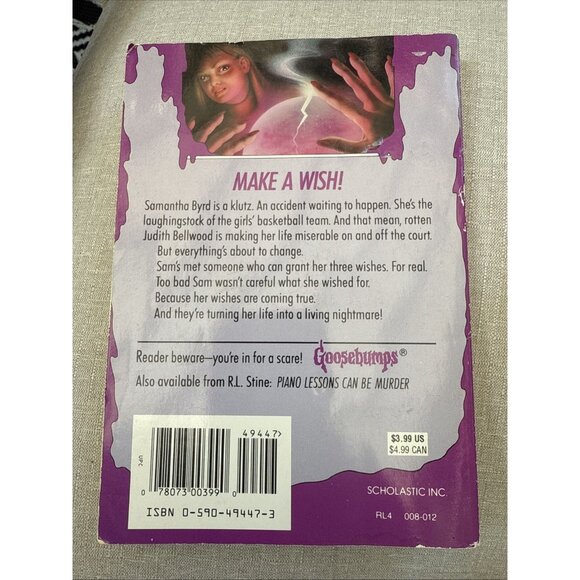 MAKE A WISH!
Samantha Byrd is a klutz. An accident waiting to happen. She's the
laughingstock of the girls' basketball team. And that mean, rotten
Judith Bellwood is making her life miserable on and off the court.
But everything's about to change.
Sam's met someone who can grant her three wishes. For real.
Too bad Sam wasn't careful what she wished for.
Because her wishes are coming true.
And they're turning her life into a living nightmare!
Reader beware—you're in for a scare! Goosebumps®
Also available from R.L. Stine: PIANO LESSONS CAN BE MURDER
49447>
UPC
0 78073 00399 0
ISBN 0-590-49447-3
$3.99 US
$4.99 CAN
SCHOLASTIC INC
RL4 008-012